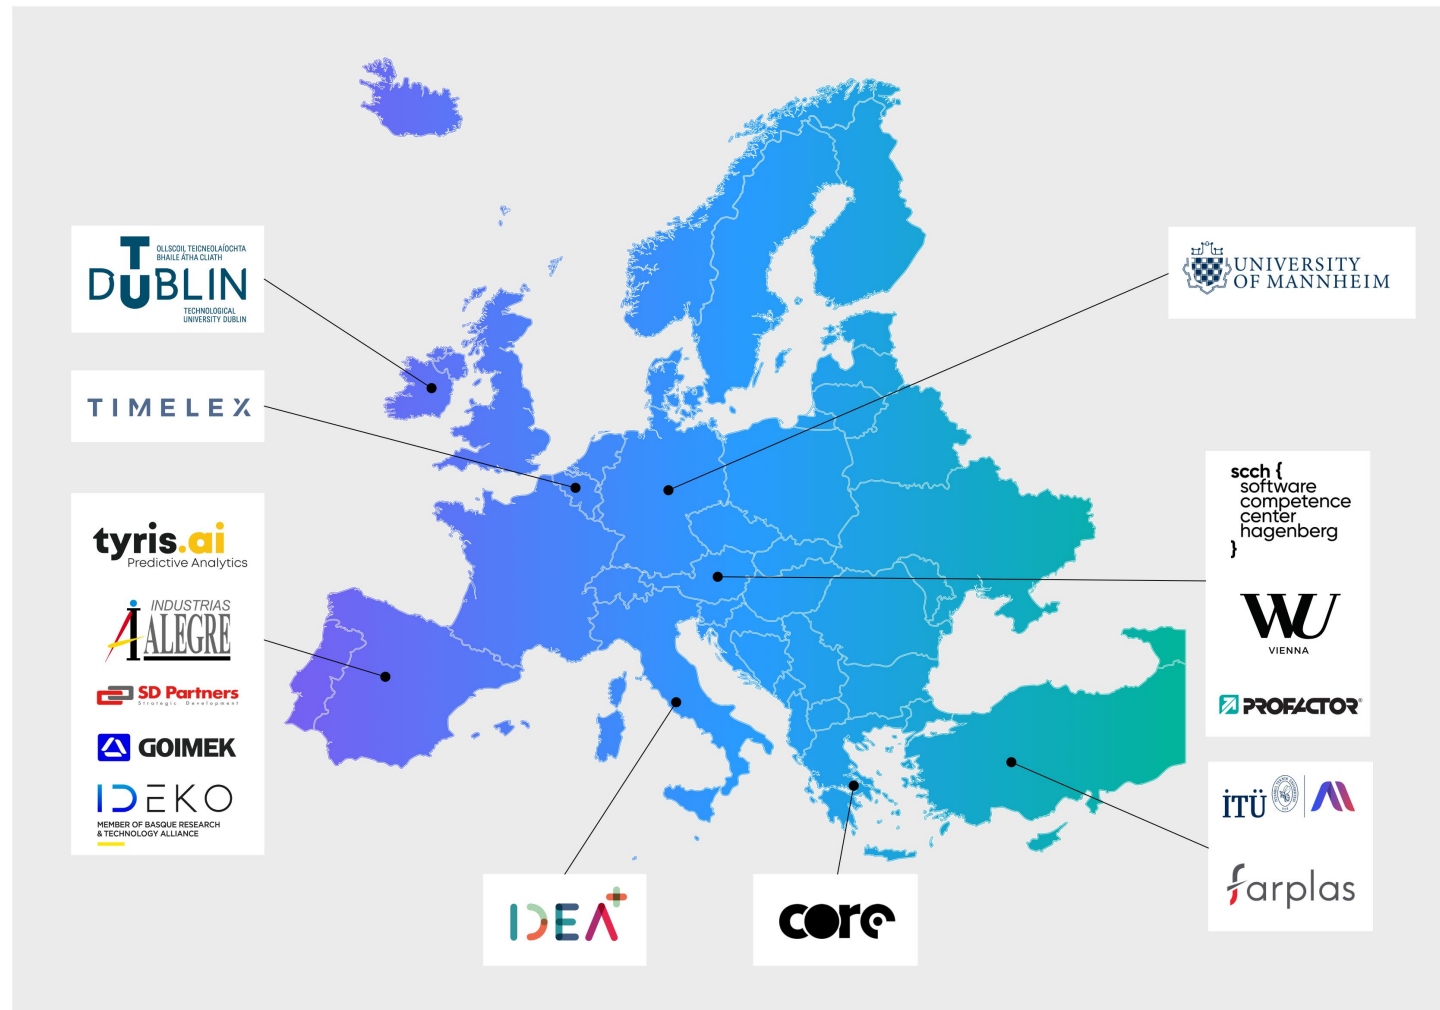 TU DUBLIN
OLLSCOIL TEICNEOLAÍOCHTA
BHAILE ÁTHA CLIATH
TECHNOLOGICAL
UNIVERSITY DUBLIN
UNIVERSITY
OF MANNHEIM
TIMELEX
scch {
software
competence
center
hagenberg
}
tyris.ai
Predictive Analytics
INDUSTRIAS
ALEGRE
WU
VIENNA
SD Partners
Strategic Development
PROFACTOR®
GOIMEK
IDEKO
MEMBER OF BASQUE RESEARCH
& TECHNOLOGY ALLIANCE
İTÜ
farplas
IDEA+
core